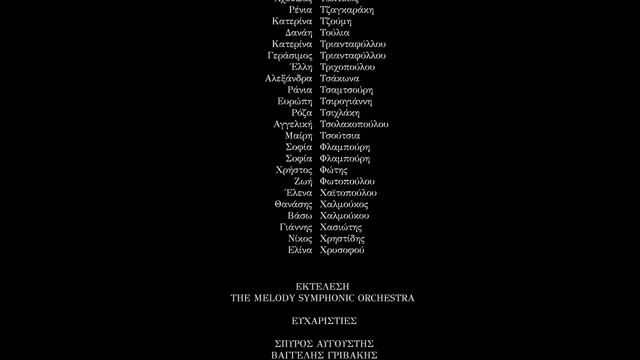 Ρένια Τζαγκαράκη
Κατερίνα Τζούμη
Δανάη Τούλια
Κατερίνα Τριανταφύλλου
Γεράσιμος Τριανταφύλλου
Έλλη Τριχοπούλου
Αλεξάνδρα Τσάκωνα
Ράνια Τσαμτσούρη
Ευρώπη Τσιρογιάννη
Ρόζα Τσιχλάκη
Αγγελική Τσολακοπούλου
Μαίρη Τσούτσια
Σοφία Φλαμπούρη
Σοφία Φλαμπούρη
Χρήστος Φώτης
Ζωή Φωτοπούλου
Έλενα Χαϊτοπούλου
Θανάσης Χαλμούκος
Βάσω Χαλμούκου
Γιάννης Χασιώτης
Νίκος Χρηστίδης
Ελίνα Χρυσοφού
ΕΚΤΕΛΕΣΗ
THE MELODY SYMPHONIC ORCHESTRA
ΕΥΧΑΡΙΣΤΙΕΣ
ΣΠΥΡΟΣ ΑΥΓΟΥΣΤΗΣ
ΒΑΓΓΕΛΗΣ ΓΡΙΒΑΚΗΣ